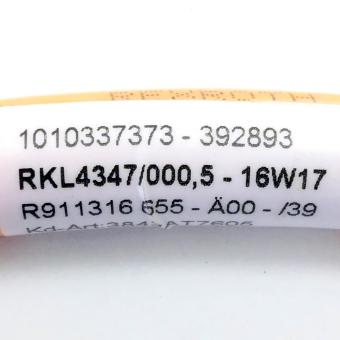 1010337373 - 392893
RKL4347/000,5 - 16W17
R911316 655 - Ä00 - /39